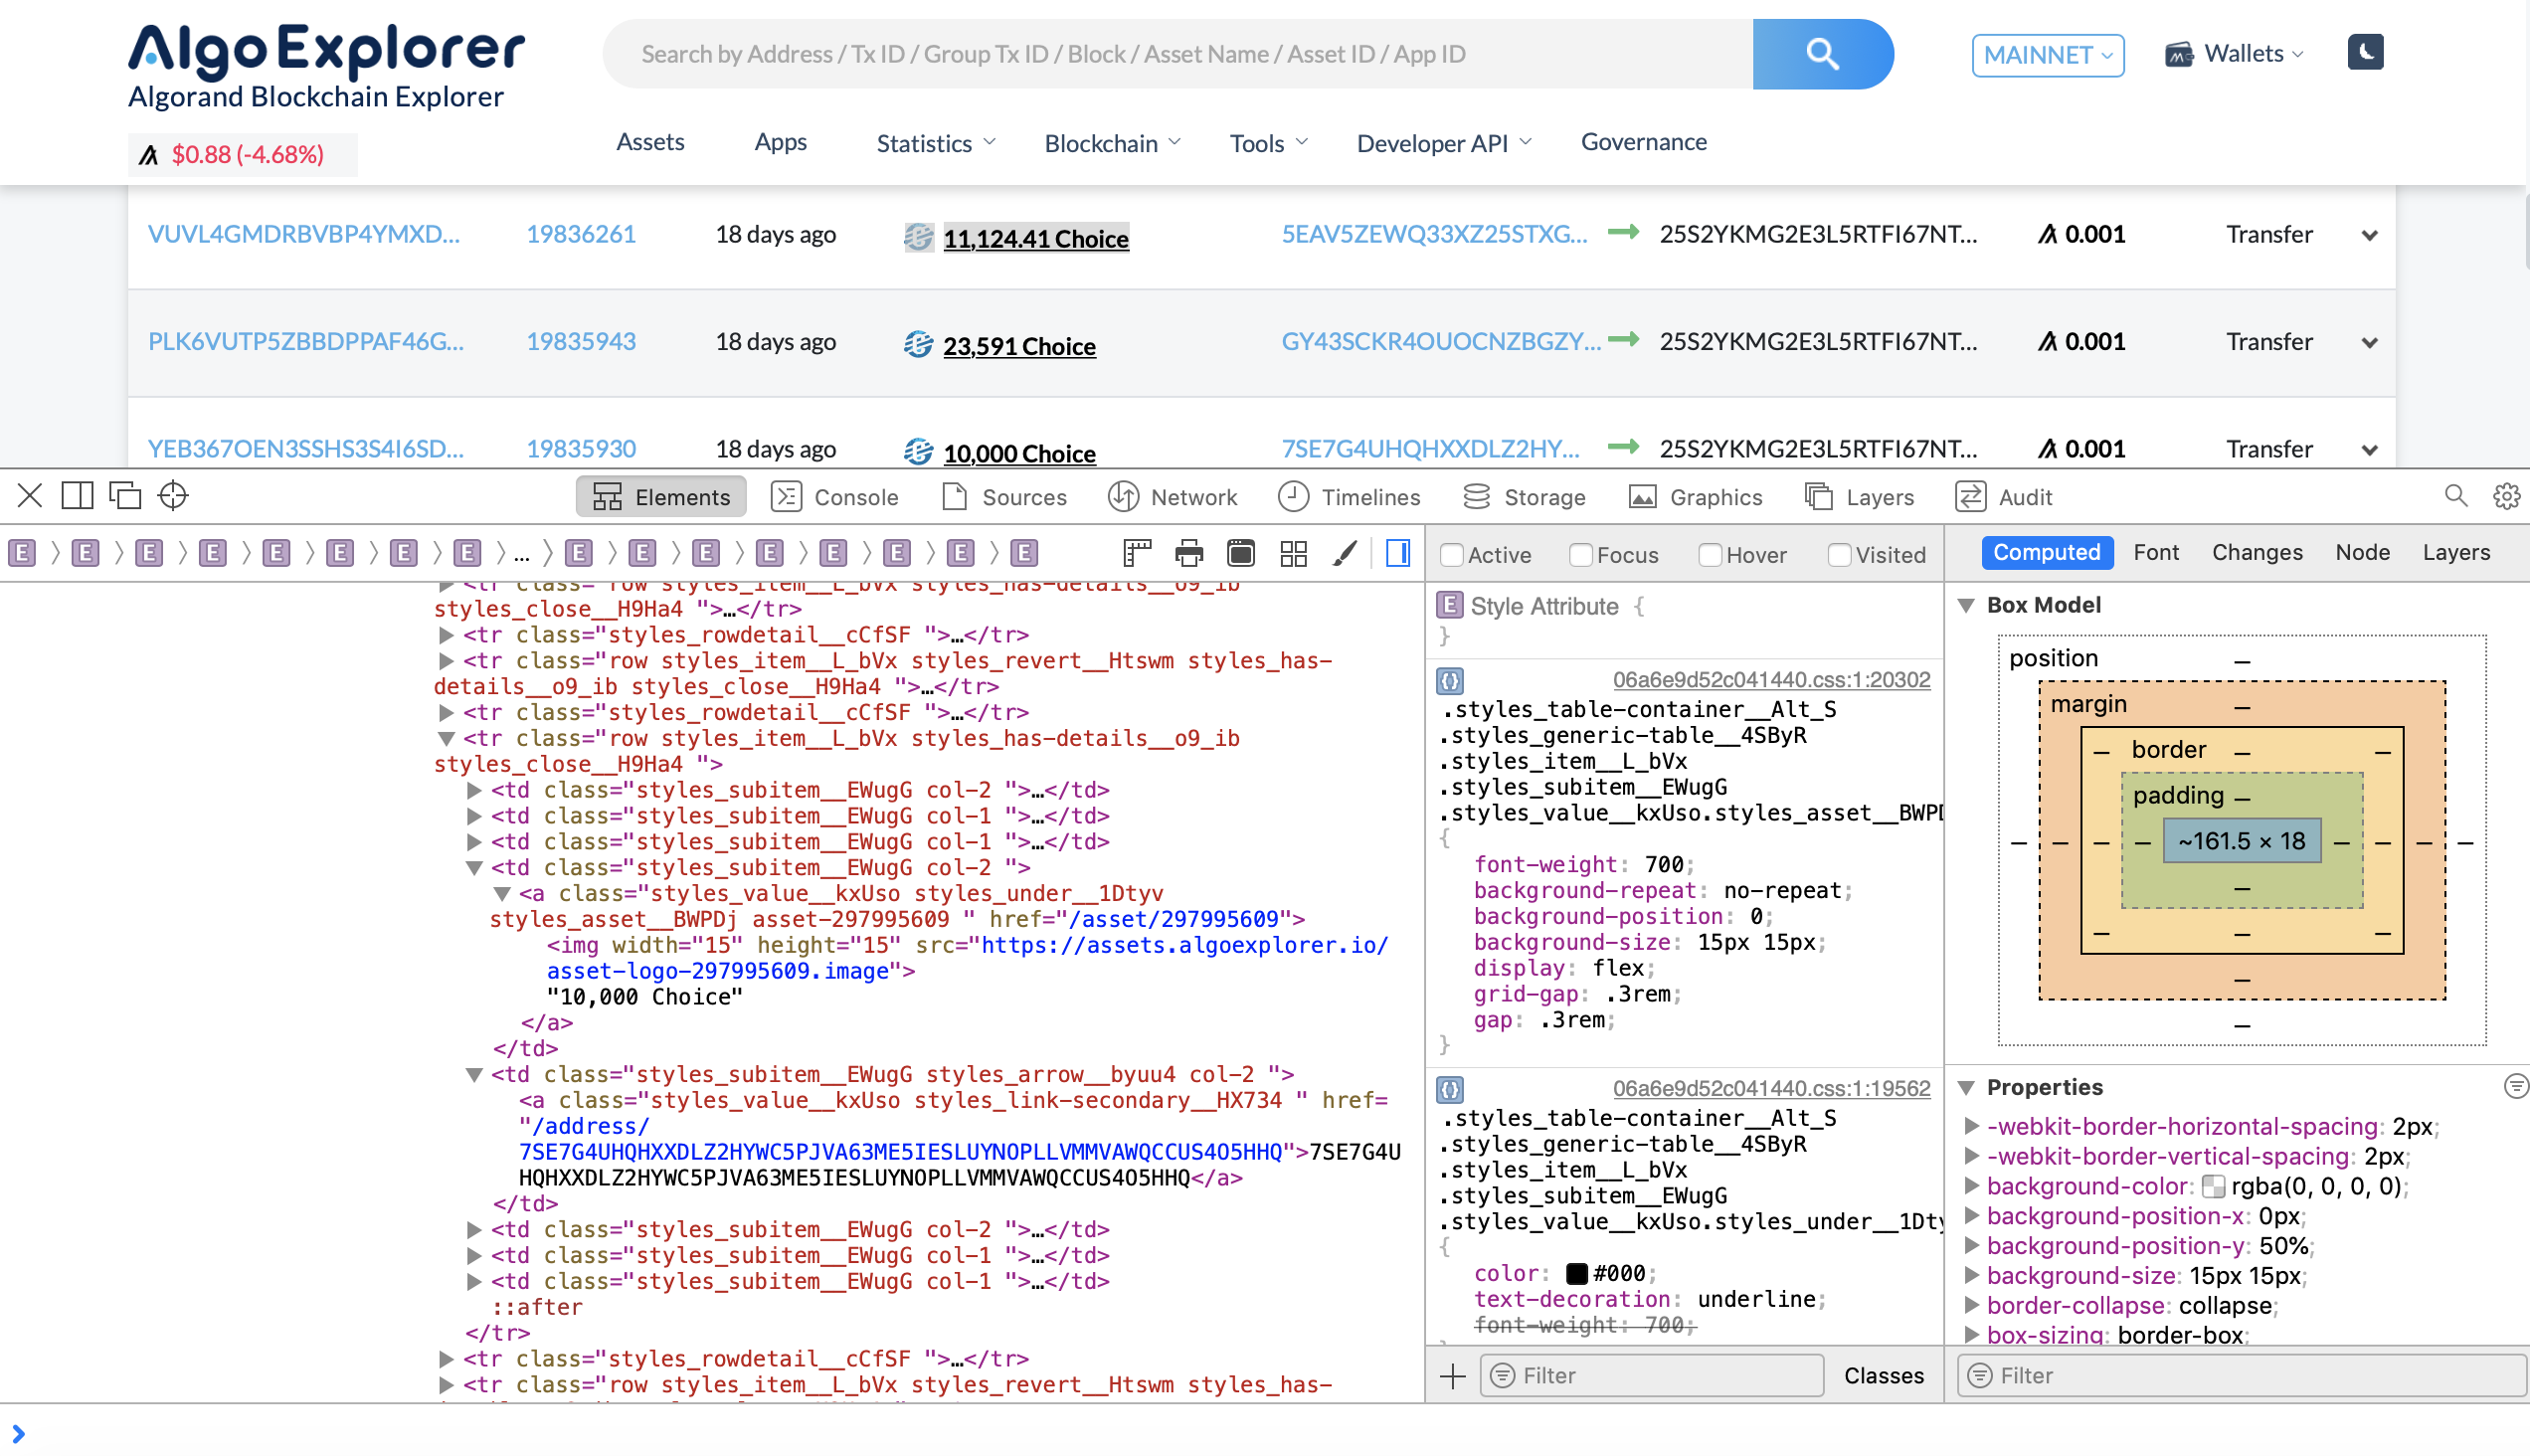 AlgoExplorer
Algorand Blockchain Explorer
$0.88 (-4.68%)
Search by Address / Tx ID / Group Tx ID / Block / Asset Name / Asset ID / App ID
MAINNET
Wallets
Assets Apps Statistics Blockchain Tools Developer API Governance
VUVL4GMDRBVBP4YMXD... 19836261 18 days ago 11,124.41 Choice 5EAV5ZEWQ33XZ25STXG... 25S2YKMG2E3L5RTFI67NT... 0.001 Transfer
PLK6VUTP5ZBBDPPAF46G... 19835943 18 days ago 23,591 Choice GY43SCKR4OUOCNZBGZY... 25S2YKMG2E3L5RTFI67NT... 0.001 Transfer
YEB367OEN3SSHS3S4I6SD... 19835930 18 days ago 10,000 Choice 7SE7G4UHQHXXDLZ2HY... 25S2YKMG2E3L5RTFI67NT... 0.001 Transfer
Elements Console Sources Network Timelines Storage Graphics Layers Audit
E E E E E E E E ... E E E E E E E E
<tr class="row styles_item__L_bVx styles_has-details__o9_ib
styles_close__H9Ha4 ">…</tr>
<tr class="styles_rowdetail__cCfSF ">…</tr>
<tr class="row styles_item__L_bVx styles_revert__Htswm styles_has-
details__o9_ib styles_close__H9Ha4 ">…</tr>
<tr class="styles_rowdetail__cCfSF ">…</tr>
<tr class="row styles_item__L_bVx styles_has-details__o9_ib
styles_close__H9Ha4 ">
<td class="styles_subitem__EWugG col-2 ">…</td>
<td class="styles_subitem__EWugG col-1 ">…</td>
<td class="styles_subitem__EWugG col-1 ">…</td>
<td class="styles_subitem__EWugG col-2 ">
<a class="styles_value__kxUso styles_under__1Dtyv
styles_asset__BWPDj asset-297995609 " href="/asset/297995609">
<img width="15" height="15" src="https://assets.algoexplorer.io/
asset-logo-297995609.image">
"10,000 Choice"
</a>
</td>
<td class="styles_subitem__EWugG styles_arrow__byuu4 col-2 ">
<a class="styles_value__kxUso styles_link-secondary__HX734 " href=
"/address/
7SE7G4UHQHXXDLZ2HYWC5PJVA63ME5IESLUYNOPLLVMMVAWQCCUS4O5HHQ">7SE7G4U
HQHXXDLZ2HYWC5PJVA63ME5IESLUYNOPLLVMMVAWQCCUS4O5HHQ</a>
</td>
<td class="styles_subitem__EWugG col-2 ">…</td>
<td class="styles_subitem__EWugG col-1 ">…</td>
<td class="styles_subitem__EWugG col-1 ">…</td>
::after
</tr>
<tr class="styles_rowdetail__cCfSF ">…</tr>
<tr class="row styles_item__L_bVx styles_revert__Htswm styles_has-
Active Focus Hover Visited
E Style Attribute {
}
06a6e9d52c041440.css:1:20302
.styles_table-container__Alt_S
.styles_generic-table__4SByR
.styles_item__L_bVx
.styles_subitem__EWugG
.styles_value__kxUso.styles_asset__BWPD
{
font-weight: 700;
background-repeat: no-repeat;
background-position: 0;
background-size: 15px 15px;
display: flex;
grid-gap: .3rem;
gap: .3rem;
}
06a6e9d52c041440.css:1:19562
.styles_table-container__Alt_S
.styles_generic-table__4SByR
.styles_item__L_bVx
.styles_subitem__EWugG
.styles_value__kxUso.styles_under__1Dty
{
color: #000;
text-decoration: underline;
font-weight: 700;
Filter Classes
Computed Font Changes Node Layers
Box Model
position –
margin –
– border – –
padding –
– – – – ~161.5 × 18 – – – –
–
– – –
–
–
Properties
-webkit-border-horizontal-spacing: 2px;
-webkit-border-vertical-spacing: 2px;
background-color: rgba(0, 0, 0, 0);
background-position-x: 0px;
background-position-y: 50%;
background-size: 15px 15px;
border-collapse: collapse;
box-sizing: border-box;
Filter